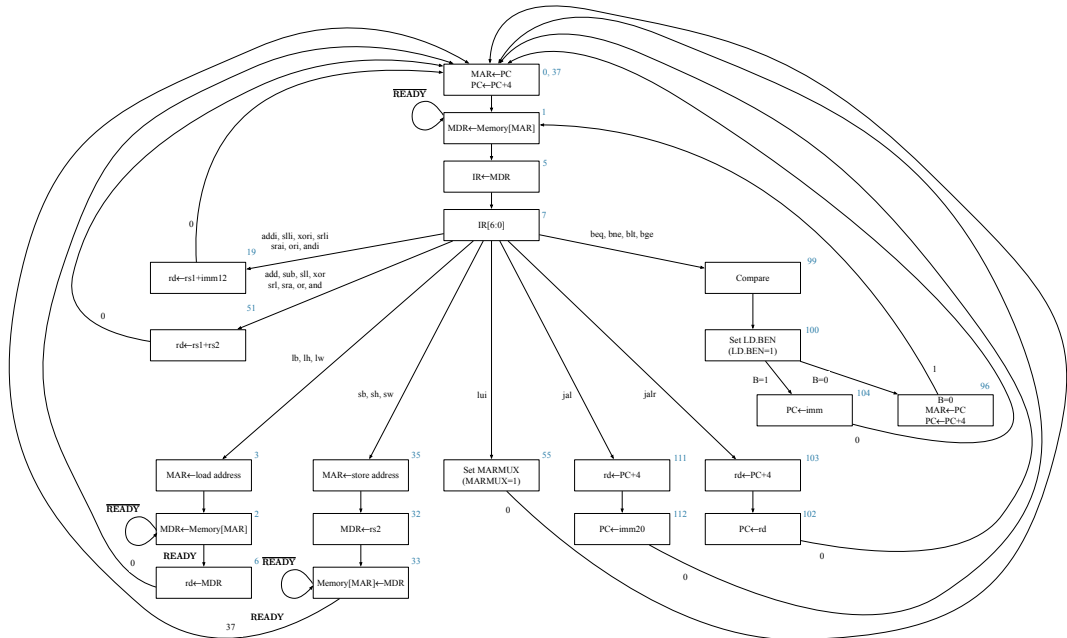 MAR←PC
PC←PC+4
0, 37
READY
1
MDR←Memory[MAR]
5
IR←MDR
7
IR[6:0]
0
addi, slli, xori, srli
srai, ori, andi
beq, bne, blt, bge
19
rd←rs1+imm12
99
Compare
add, sub, sll, xor
srl, sra, or, and
51
0
rd←rs1+rs2
100
Set LD.BEN
(LD.BEN=1)
lb, lh, lw
sb, sh, sw
lui
jal
jalr
B=1
B=0
1
104
PC←imm
96
B=0
MAR←PC
PC←PC+4
0
3
MAR←load address
35
MAR←store address
55
Set MARMUX
(MARMUX=1)
111
rd←PC+4
103
rd←PC+4
READY
2
MDR←Memory[MAR]
32
MDR←rs2
0
112
PC←imm20
102
PC←rd
0
READY
0
6
rd←MDR
READY
33
Memory[MAR]←MDR
0
READY
37